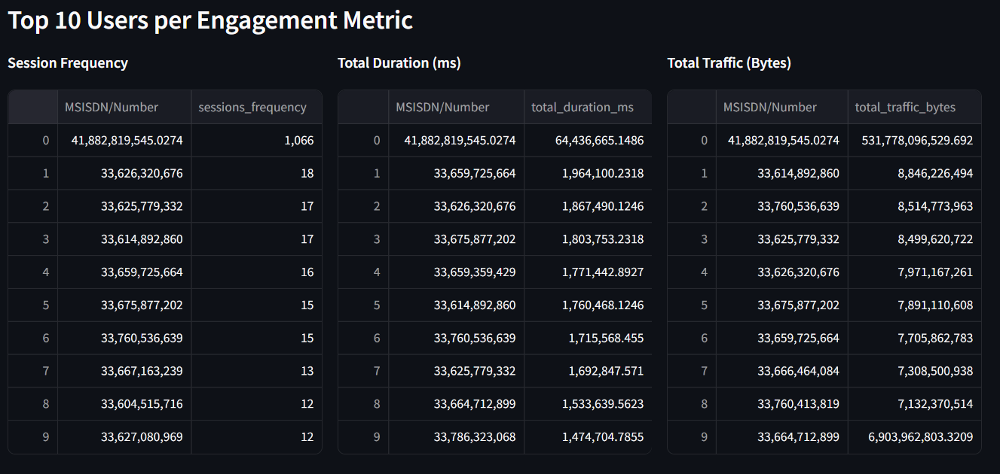 Top 10 Users per Engagement Metric
Session Frequency
MSISDN/Number sessions_frequency
0 41,882,819,545.0274 1,066
1 33,626,320,676 18
2 33,625,779,332 17
3 33,614,892,860 17
4 33,659,725,664 16
5 33,675,877,202 15
6 33,760,536,639 15
7 33,667,163,239 13
8 33,604,515,716 12
9 33,627,080,969 12
Total Duration (ms)
MSISDN/Number total_duration_ms
0 41,882,819,545.0274 64,436,665.1486
1 33,659,725,664 1,964,100.2318
2 33,626,320,676 1,867,490.1246
3 33,675,877,202 1,803,753.2318
4 33,659,359,429 1,771,442.8927
5 33,614,892,860 1,760,468.1246
6 33,760,536,639 1,715,568.455
7 33,625,779,332 1,692,847.571
8 33,664,712,899 1,533,639.5623
9 33,786,323,068 1,474,704.7855
Total Traffic (Bytes)
MSISDN/Number total_traffic_bytes
0 41,882,819,545.0274 531,778,096,529.692
1 33,614,892,860 8,846,226,494
2 33,760,536,639 8,514,773,963
3 33,625,779,332 8,499,620,722
4 33,626,320,676 7,971,167,261
5 33,675,877,202 7,891,110,608
6 33,659,725,664 7,705,862,783
7 33,666,464,084 7,308,500,938
8 33,760,413,819 7,132,370,514
9 33,664,712,899 6,903,962,803.3209